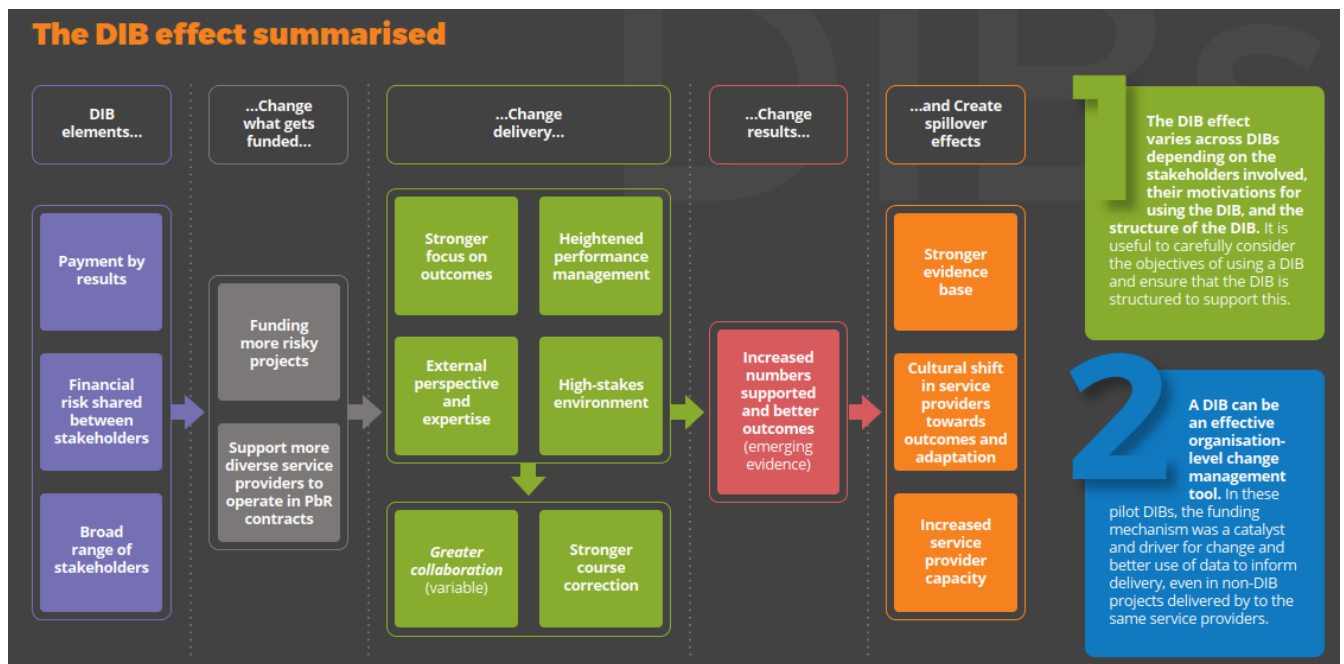 The DIB effect summarised
DIB
elements...
...Change
what gets
funded...
...Change
delivery...
...Change
results...
...and Create
spillover
effects
Payment by
results
Financial
risk shared
between
stakeholders
Broad
range of
stakeholders
Funding
more risky
projects
Support more
diverse service
providers to
operate in PbR
contracts
Stronger
focus on
outcomes
Heightened
performance
management
External
perspective
and
expertise
High-stakes
environment
Greater
collaboration
(variable)
Stronger
course
correction
Increased
numbers
supported
and better
outcomes
(emerging
evidence)
Stronger
evidence
base
Cultural shift
in service
providers
towards
outcomes and
adaptation
Increased
service
provider
capacity
1
The DIB effect
varies across DIBs
depending on the
stakeholders involved,
their motivations for
using the DIB, and the
structure of the DIB. It is
useful to carefully consider
the objectives of using a DIB
and ensure that the DIB is
structured to support this.
2
A DIB can be
an effective
organisation-
level change
management
tool. In these
pilot DIBs, the funding
mechanism was a catalyst
and driver for change and
better use of data to inform
delivery, even in non-DIB
projects delivered by to the
same service providers.
DIBs